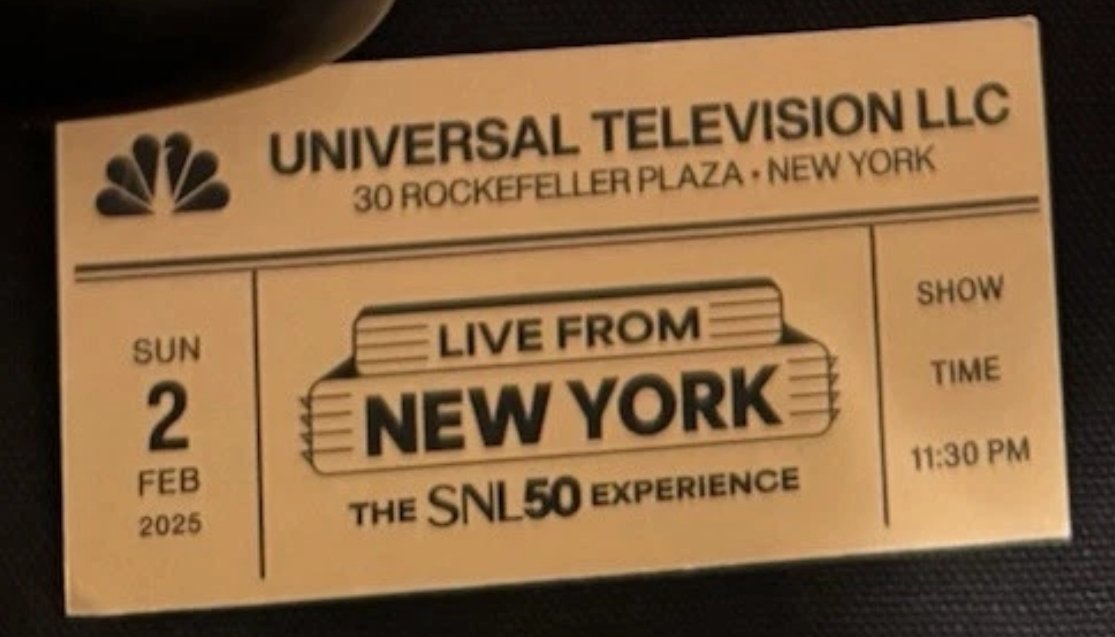 UNIVERSAL TELEVISION LLC
30 ROCKEFELLER PLAZA • NEW YORK
SUN
2
FEB
2025
LIVE FROM
NEW YORK
THE SNL50 EXPERIENCE
SHOW
TIME
11:30 PM